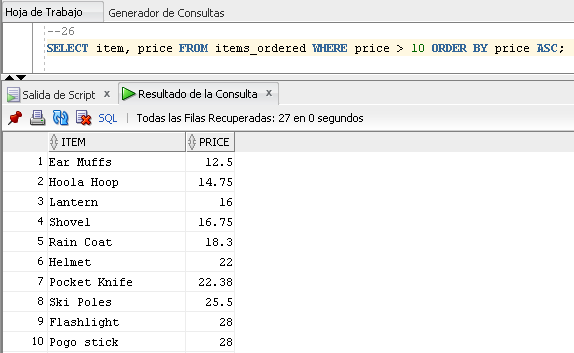 Hoja de Trabajo Generador de Consultas
--26
SELECT item, price FROM items_ordered WHERE price > 10 ORDER BY price ASC;
Salida de Script x Resultado de la Consulta x
SQL | Todas las Filas Recuperadas: 27 en 0 segundos
ITEM PRICE
1 Ear Muffs 12.5
2 Hoola Hoop 14.75
3 Lantern 16
4 Shovel 16.75
5 Rain Coat 18.3
6 Helmet 22
7 Pocket Knife 22.38
8 Ski Poles 25.5
9 Flashlight 28
10 Pogo stick 28